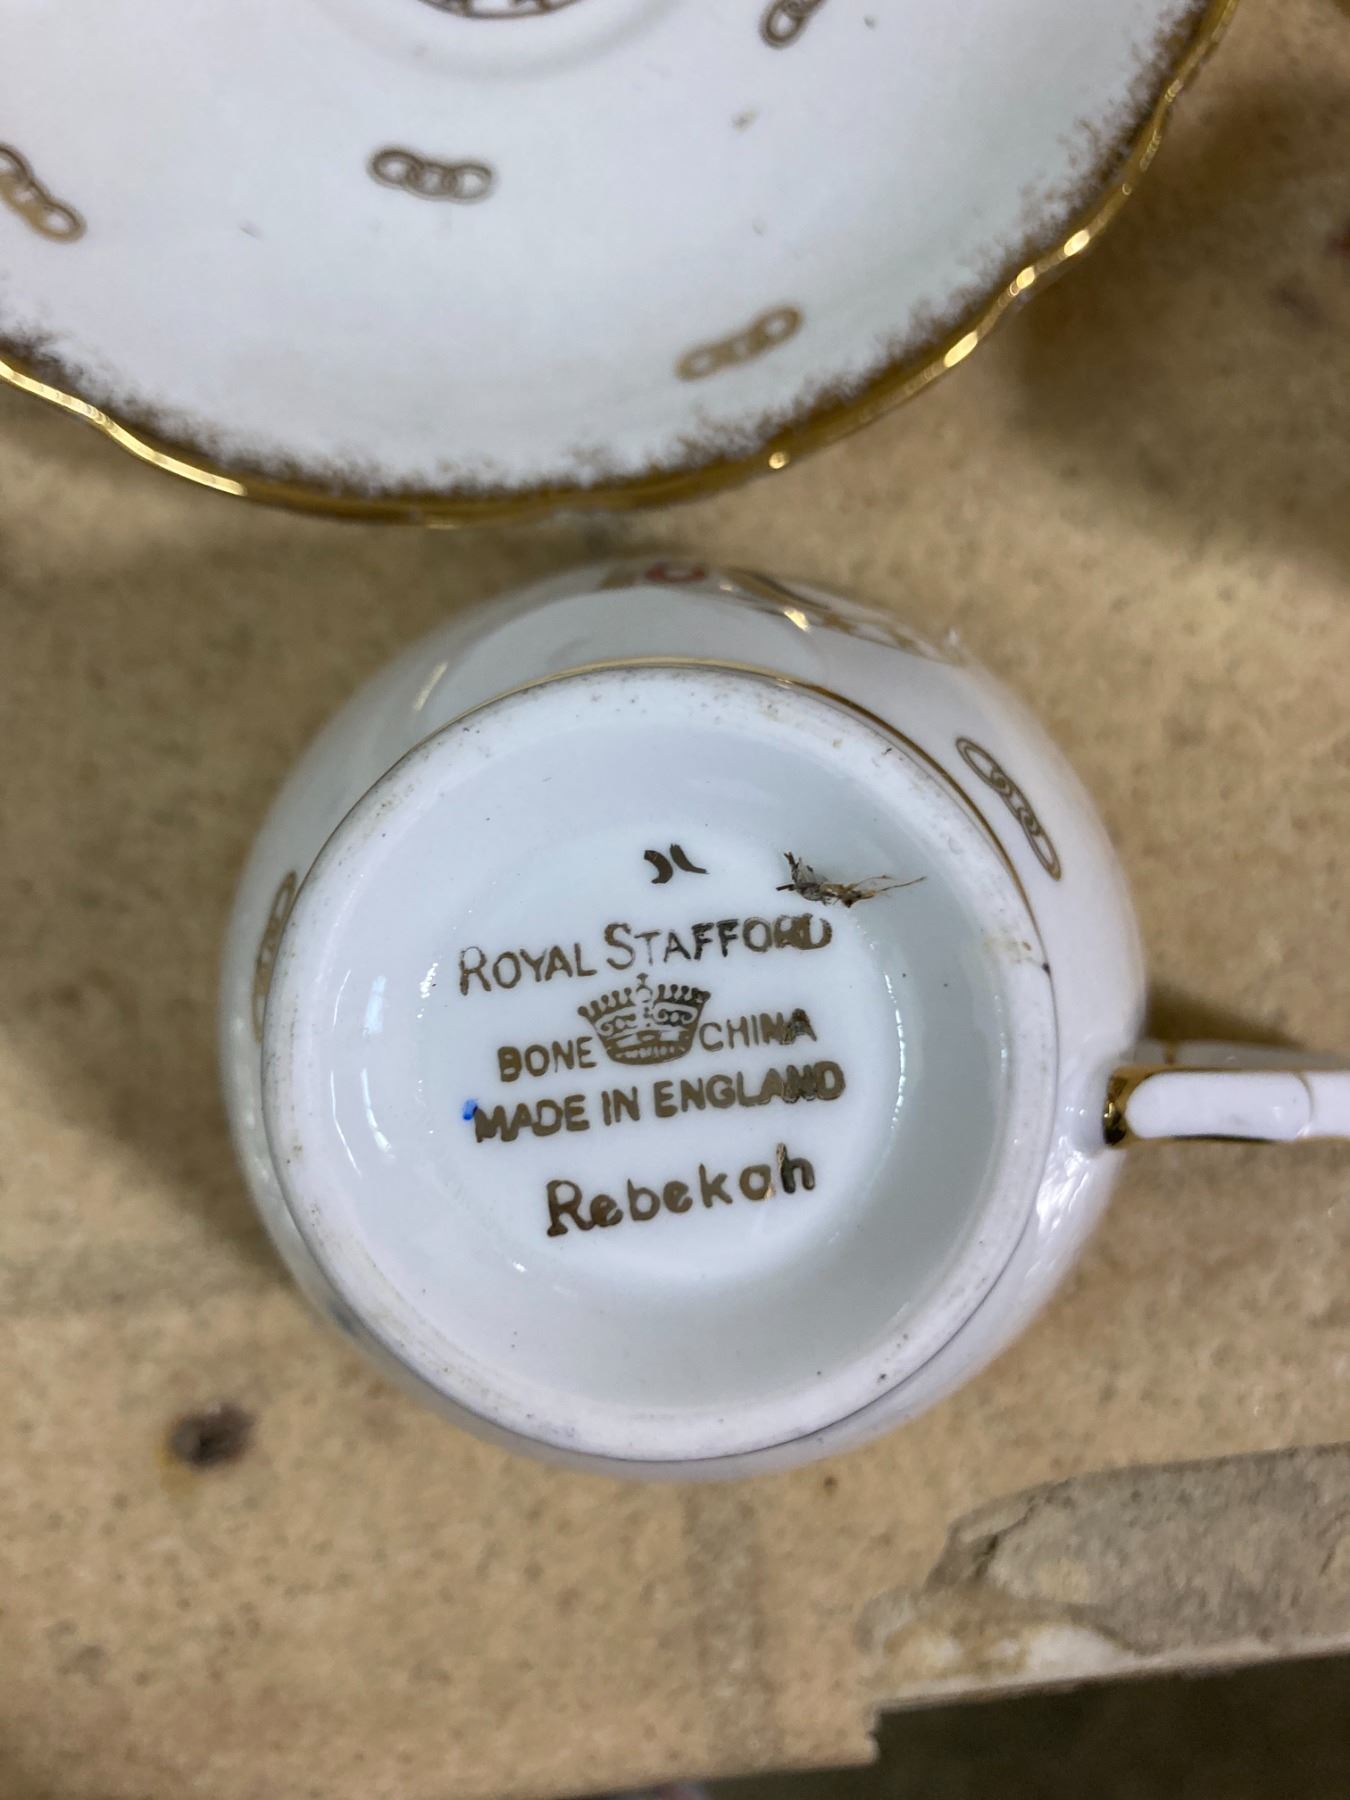 ROYAL STAFFORD
BONE CHINA
MADE IN ENGLAND
Rebekah